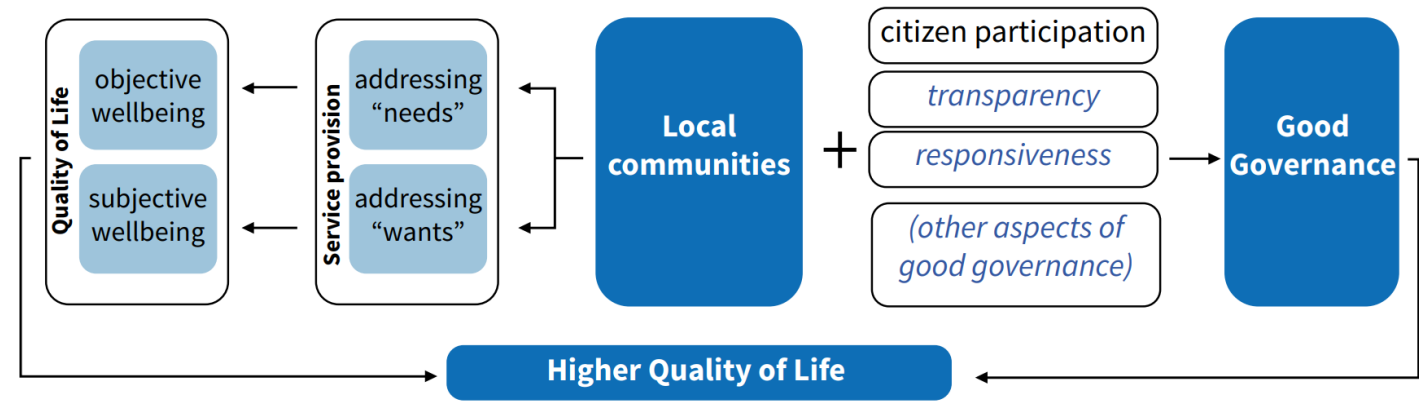 Quality of Life
objective
wellbeing
subjective
wellbeing
Service provision
addressing
“needs”
addressing
“wants”
Local
communities
+
citizen participation
transparency
responsiveness
(other aspects of
good governance)
Good
Governance
Higher Quality of Life